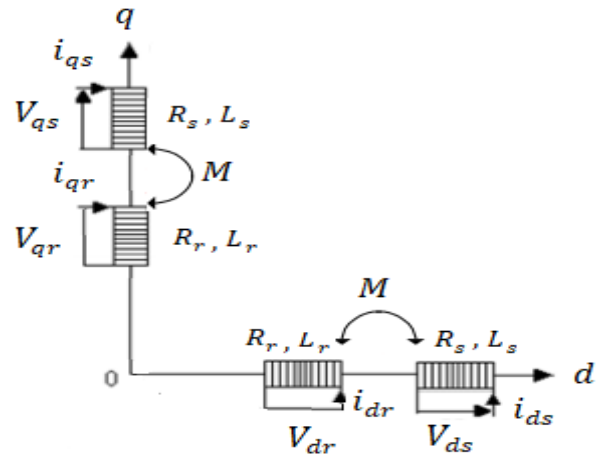 q
i_qs
V_qs
R_s , L_s
i_qr
M
V_qr
R_r , L_r
M
R_r , L_r
R_s , L_s
0
d
i_dr
i_ds
V_dr
V_ds